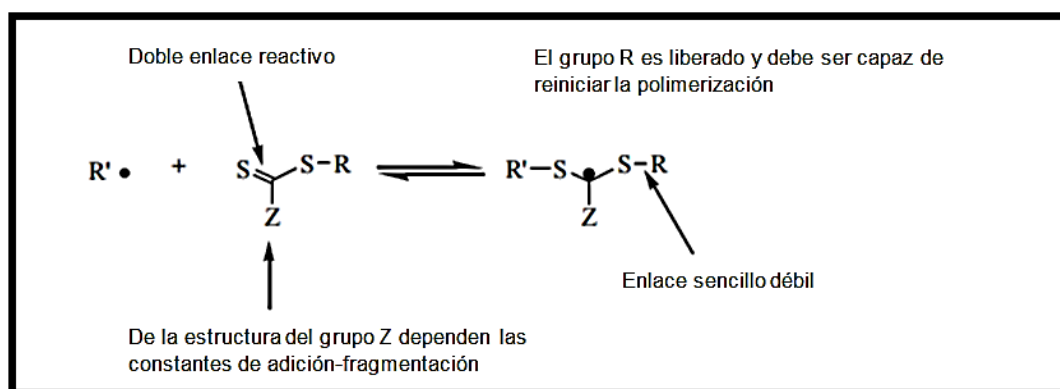 Doble enlace reactivo
El grupo R es liberado y debe ser capaz de
reiniciar la polimerización
R' • + S S–R R'–S S–R
Z Z
Enlace sencillo débil
De la estructura del grupo Z dependen las
constantes de adición-fragmentación